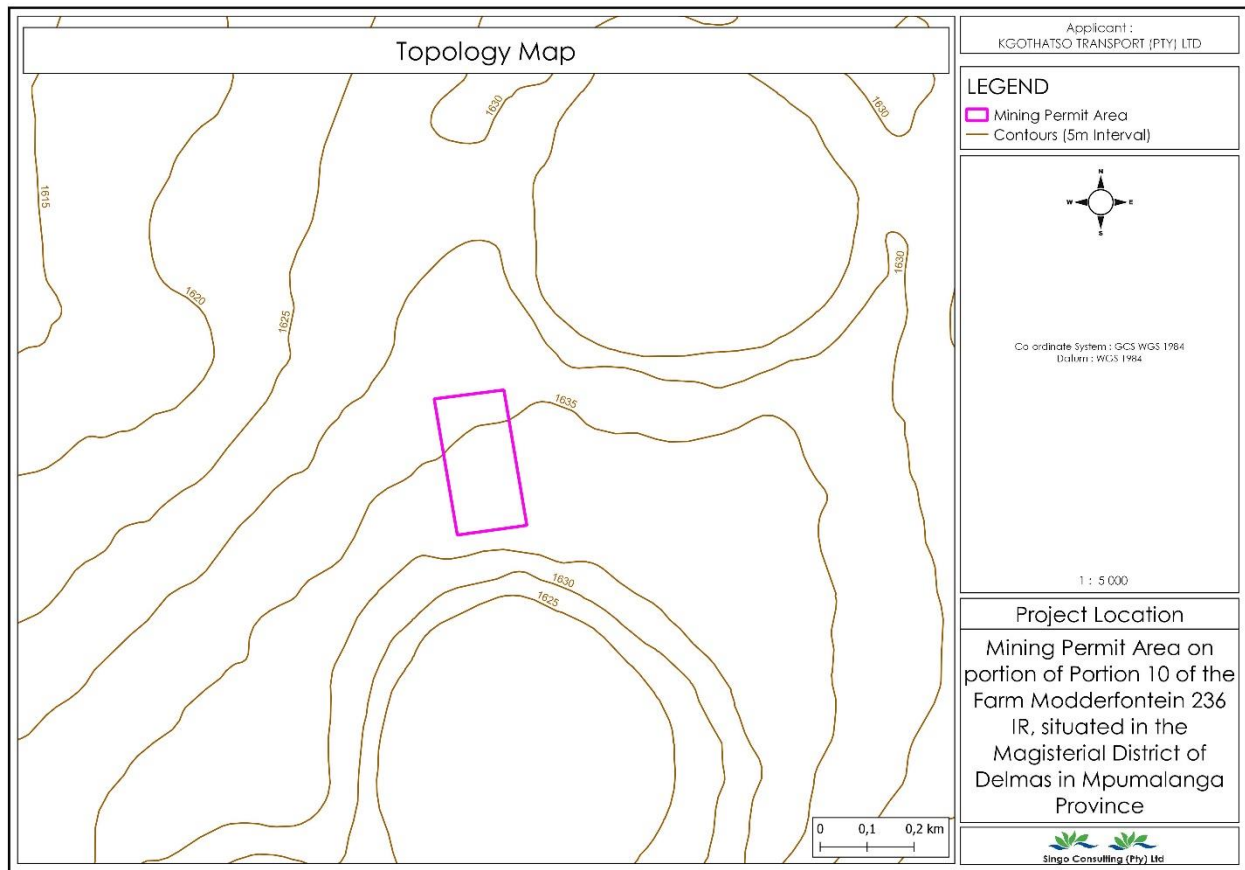 Topology Map
1630
1630
1615
1620
1625
1630
1635
1630
1625
0 0,1 0,2 km
Applicant :
KGOTHATSO TRANSPORT (PTY) LTD
LEGEND
Mining Permit Area
Contours (5m Interval)
N
W E
S
Co ordinate System : GCS WGS 1984
Datum : WGS 1984
1 : 5 000
Project Location
Mining Permit Area on
portion of Portion 10 of the
Farm Modderfontein 236
IR, situated in the
Magisterial District of
Delmas in Mpumalanga
Province
Singo Consulting (Pty) Ltd